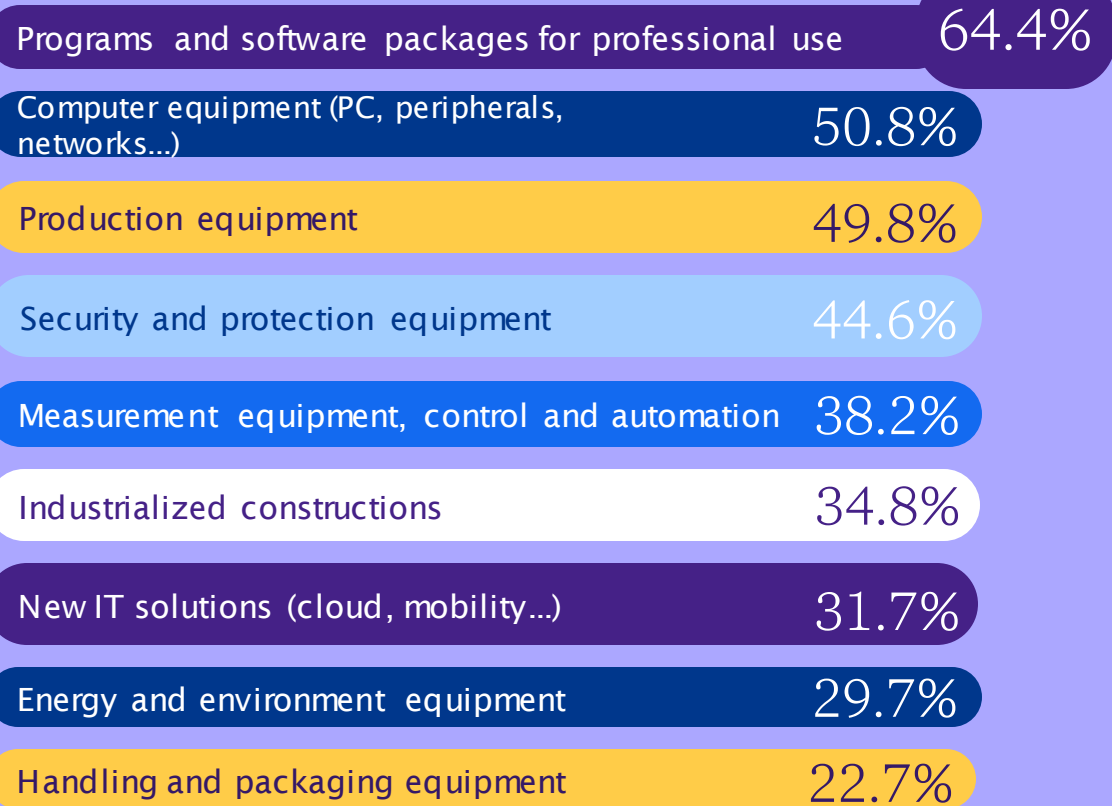 Programs and software packages for professional use 64.4%
Computer equipment (PC, peripherals,
networks...) 50.8%
Production equipment 49.8%
Security and protection equipment 44.6%
Measurement equipment, control and automation 38.2%
Industrialized constructions 34.8%
New IT solutions (cloud, mobility...) 31.7%
Energy and environment equipment 29.7%
Handling and packaging equipment 22.7%